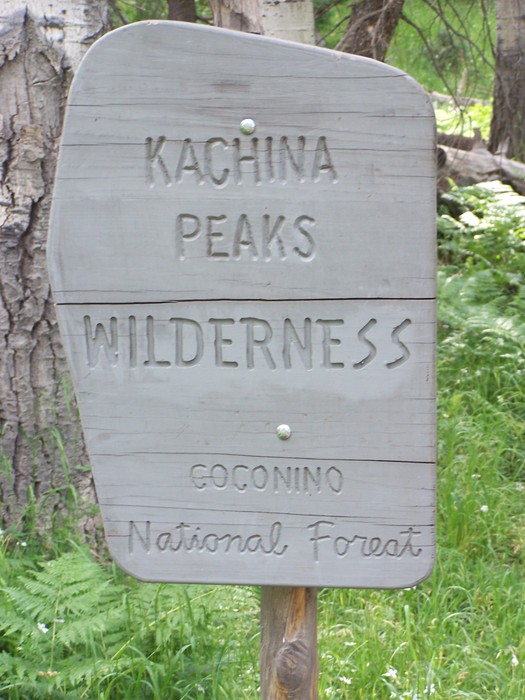 KACHINA
PEAKS
WILDERNESS
COCONINO
National Forest